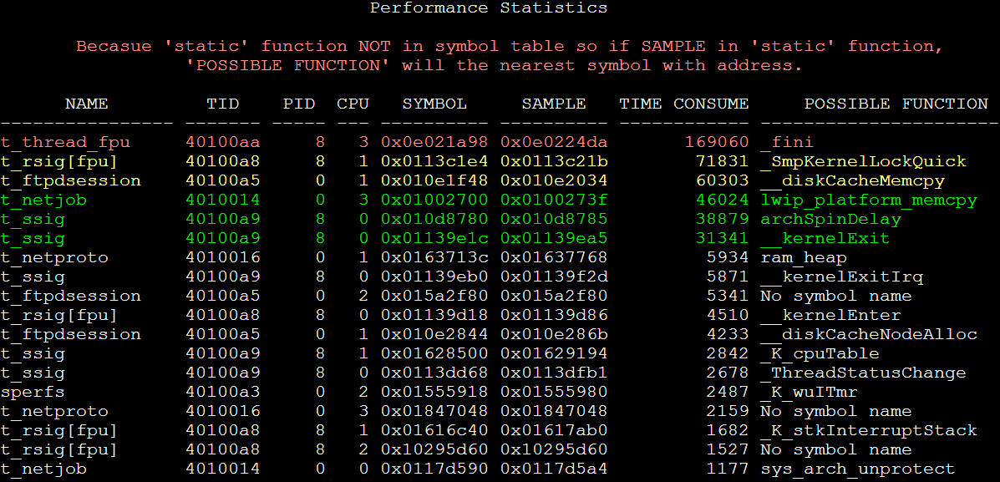 Performance Statistics
Becasue 'static' function NOT in symbol table so if SAMPLE in 'static' function,
'POSSIBLE FUNCTION' will the nearest symbol with address.
NAME TID PID CPU SYMBOL SAMPLE TIME CONSUME POSSIBLE FUNCTION
---------------- ------- ----- --- ---------- ---------- ------------ ----------------------
t_thread_fpu 40100aa 8 3 0x0e021a98 0x0e0224da 169060 _fini
t_rsig[fpu] 40100a8 8 1 0x0113c1e4 0x0113c21b 71831 _SmpKernelLockQuick
t_ftpdsession 40100a5 0 1 0x010e1f48 0x010e2034 60303 __diskCacheMemcpy
t_netjob 4010014 0 3 0x01002700 0x0100273f 46024 lwip_platform_memcpy
t_ssig 40100a9 8 0 0x010d8780 0x010d8785 38879 archSpinDelay
t_ssig 40100a9 8 0 0x01139e1c 0x01139ea5 31341 __kernelExit
t_netproto 4010016 0 1 0x0163713c 0x01637768 5934 ram_heap
t_ssig 40100a9 8 0 0x01139eb0 0x01139f2d 5871 __kernelExitIrq
t_ftpdsession 40100a5 0 2 0x015a2f80 0x015a2f80 5341 No symbol name
t_rsig[fpu] 40100a8 8 0 0x01139d18 0x01139d86 4510 __kernelEnter
t_ftpdsession 40100a5 0 1 0x010e2844 0x010e286b 4233 __diskCacheNodeAlloc
t_ssig 40100a9 8 1 0x01628500 0x01629194 2842 _K_cpuTable
t_ssig 40100a9 8 0 0x0113dd68 0x0113dfb1 2678 _ThreadStatusChange
sperfs 40100a3 0 2 0x01555918 0x01555980 2487 _K_wuITmr
t_netproto 4010016 0 3 0x01847048 0x01847048 2159 No symbol name
t_rsig[fpu] 40100a8 8 1 0x01616c40 0x01617ab0 1682 _K_stkInterruptStack
t_rsig[fpu] 40100a8 8 2 0x10295d60 0x10295d60 1527 No symbol name
t_netjob 4010014 0 0 0x0117d590 0x0117d5a4 1177 sys_arch_unprotect